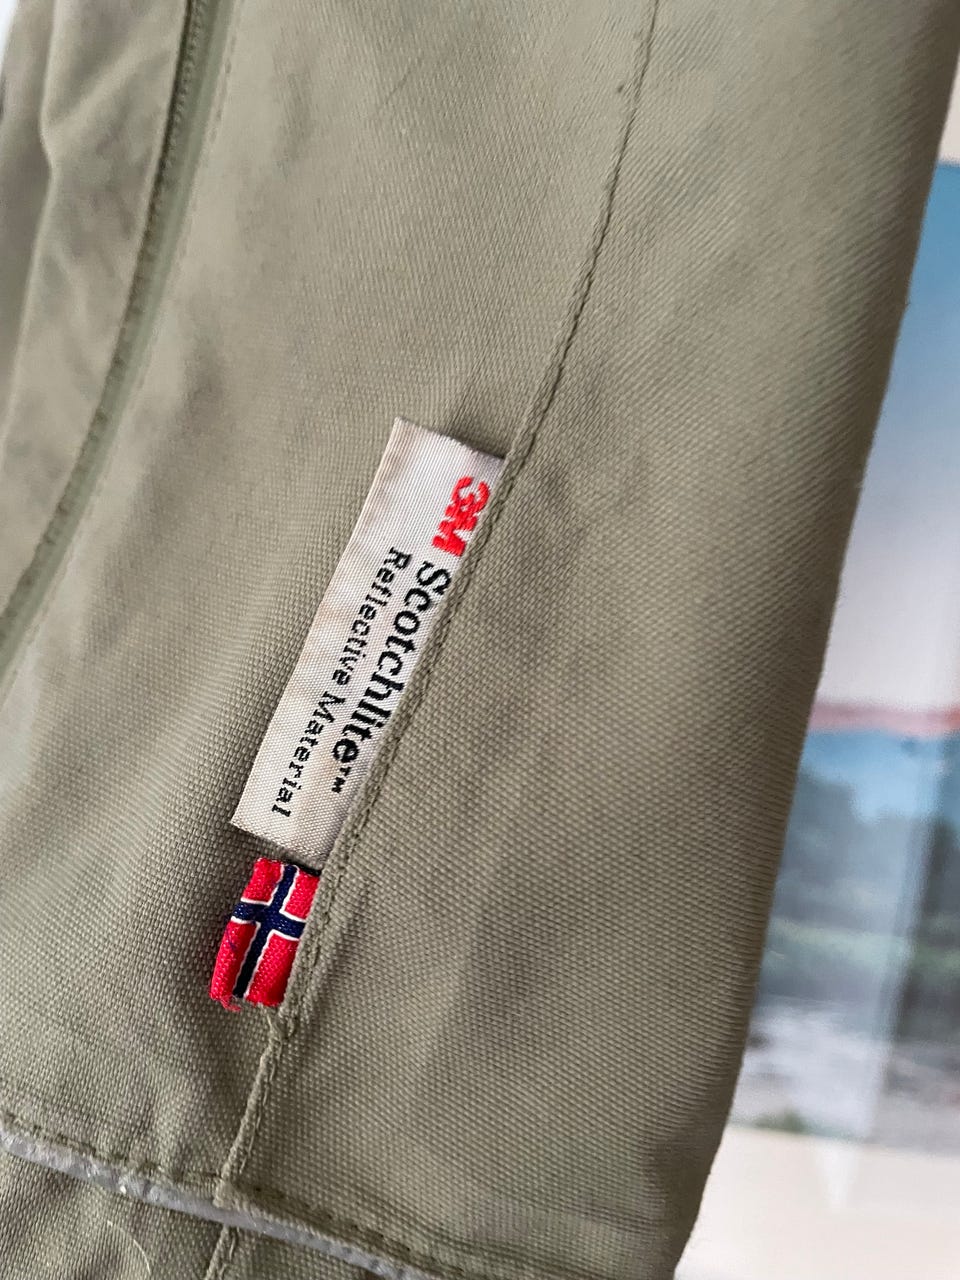 3M Scotchlite™
Reflective Material